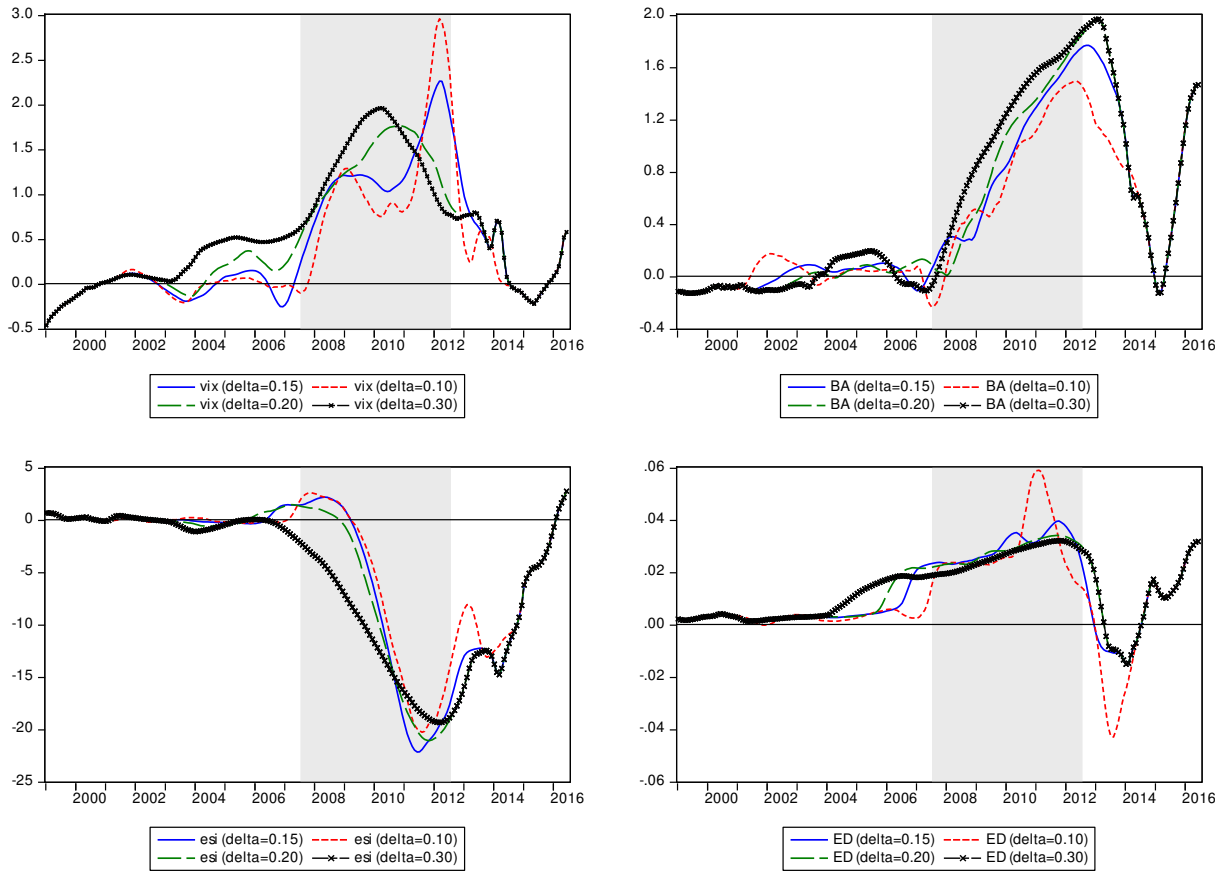 3.0
2.5
2.0
1.5
1.0
0.5
0.0
-0.5
2000 2002 2004 2006 2008 2010 2012 2014 2016
vix (delta=0.15) vix (delta=0.10)
vix (delta=0.20) vix (delta=0.30)
2.0
1.6
1.2
0.8
0.4
0.0
-0.4
2000 2002 2004 2006 2008 2010 2012 2014 2016
BA (delta=0.15) BA (delta=0.10)
BA (delta=0.20) BA (delta=0.30)
5
0
-5
-10
-15
-20
-25
2000 2002 2004 2006 2008 2010 2012 2014 2016
esi (delta=0.15) esi (delta=0.10)
esi (delta=0.20) esi (delta=0.30)
.06
.04
.02
.00
-.02
-.04
-.06
2000 2002 2004 2006 2008 2010 2012 2014 2016
ED (delta=0.15) ED (delta=0.10)
ED (delta=0.20) ED (delta=0.30)